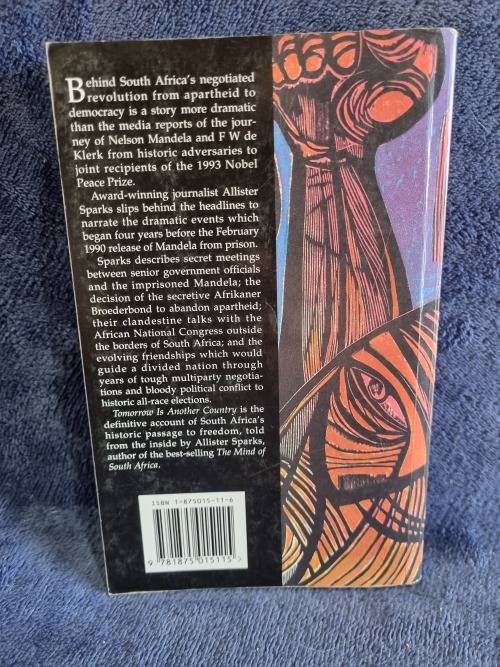 Behind South Africa's negotiated
revolution from apartheid to
democracy is a story more dramatic
than the media reports of the jour-
ney of Nelson Mandela and F W de
Klerk from historic adversaries to
joint recipients of the 1993 Nobel
Peace Prize.
Award-winning journalist Allister
Sparks slips behind the headlines to
narrate the dramatic events which
began four years before the February
1990 release of Mandela from prison.
Sparks describes secret meetings
between senior government officials
and the imprisoned Mandela; the
decision of the secretive Afrikaner
Broederbond to abandon apartheid;
their clandestine talks with the
African National Congress outside
the borders of South Africa; and the
evolving friendships which would
guide a divided nation through
years of tough multiparty negotia-
tions and bloody political conflict to
historic all-race elections.
Tomorrow Is Another Country is the
definitive account of South Africa's
historic passage to freedom, told
from the inside by Allister Sparks,
author of the best-selling The Mind of
South Africa.
ISBN 1-875015-11-6
9 781875 015115 >